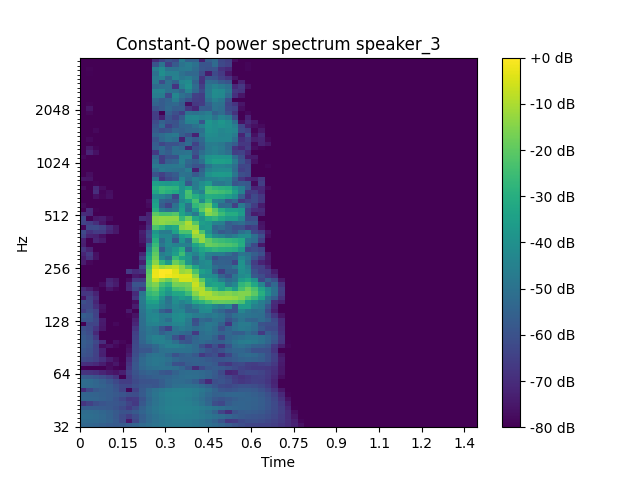 Constant-Q power spectrum speaker_3
Hz
2048
1024
512
256
128
64
32
0 0.15 0.3 0.45 0.6 0.75 0.9 1.1 1.2 1.4
Time
+0 dB
-10 dB
-20 dB
-30 dB
-40 dB
-50 dB
-60 dB
-70 dB
-80 dB